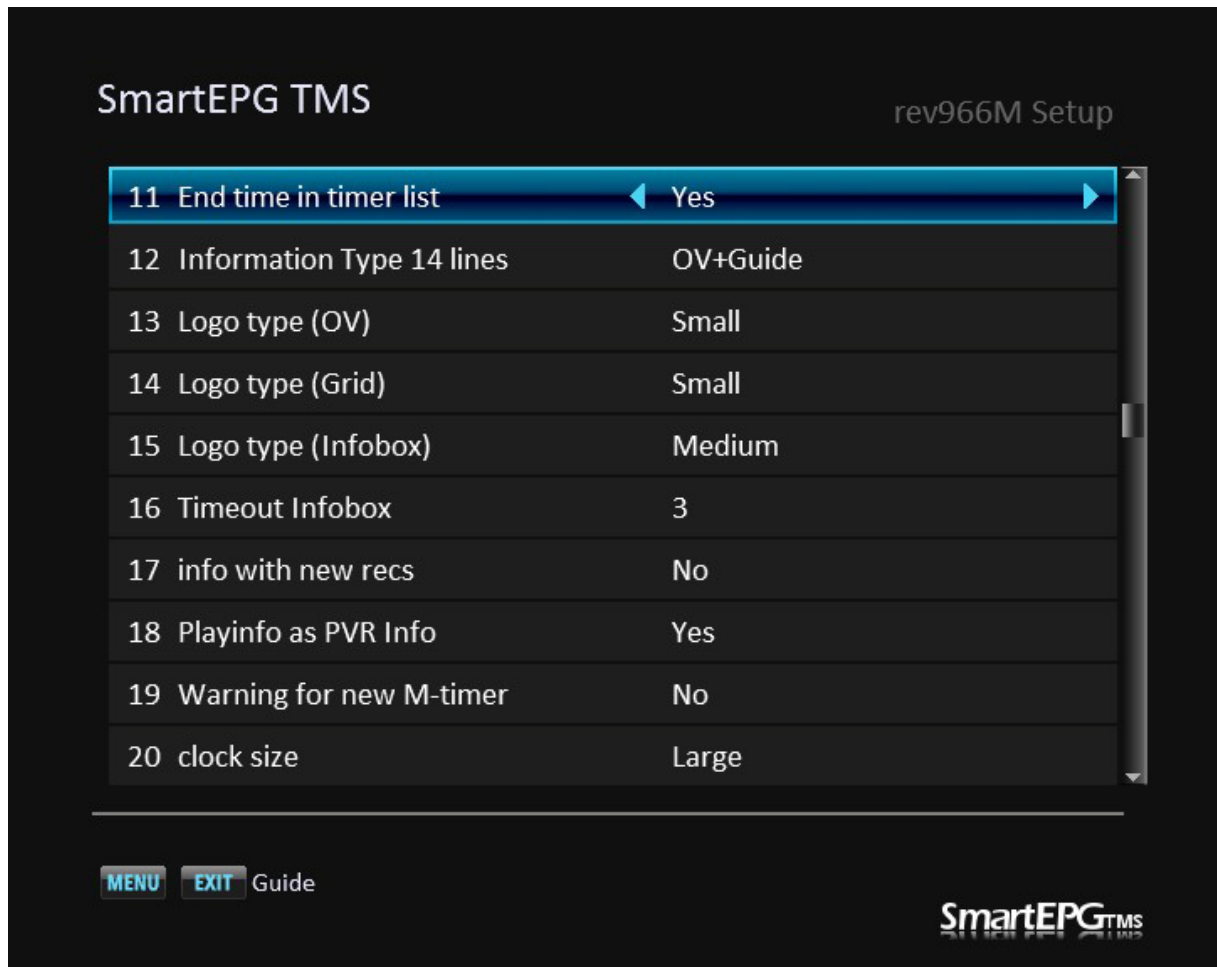 SmartEPG TMS
rev966M Setup
11 End time in timer list Yes
12 Information Type 14 lines OV+Guide
13 Logo type (OV) Small
14 Logo type (Grid) Small
15 Logo type (Infobox) Medium
16 Timeout Infobox 3
17 info with new recs No
18 Playinfo as PVR Info Yes
19 Warning for new M-timer No
20 clock size Large
MENU EXIT Guide
SmartEPGTMS